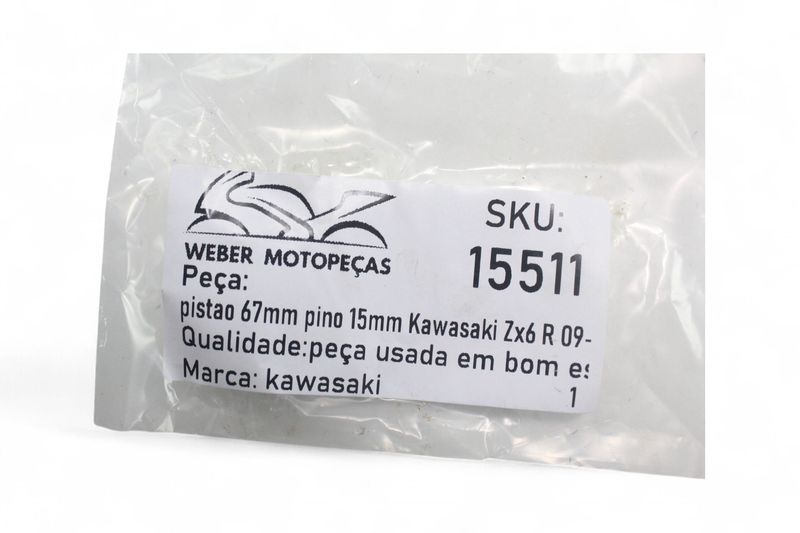 WEBER MOTOPEÇAS
SKU:
15511
Peça:
pistao 67mm pino 15mm Kawasaki Zx6 R 09-
Qualidade:peça usada em bom es
Marca: kawasaki
1